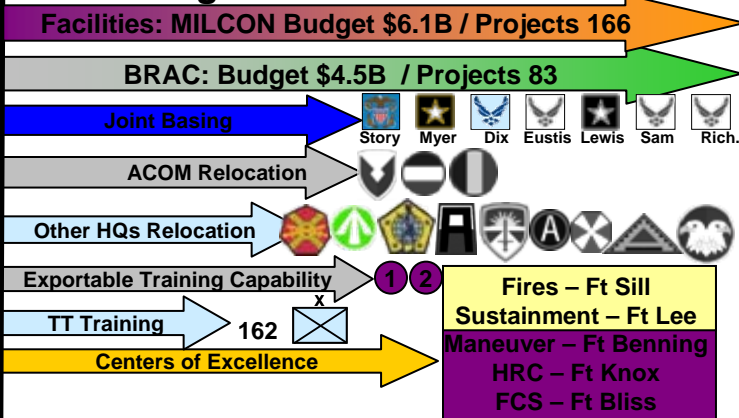 Facilities: MILCON Budget $6.1B / Projects 166
BRAC: Budget $4.5B / Projects 83
Joint Basing
Story Myer Dix Eustis Lewis Sam Rich.
ACOM Relocation
Other HQs Relocation
A
Exportable Training Capability 1 2
Fires – Ft Sill
Sustainment – Ft Lee
X
TT Training 162
Maneuver – Ft Benning
Centers of Excellence
HRC – Ft Knox
FCS – Ft Bliss